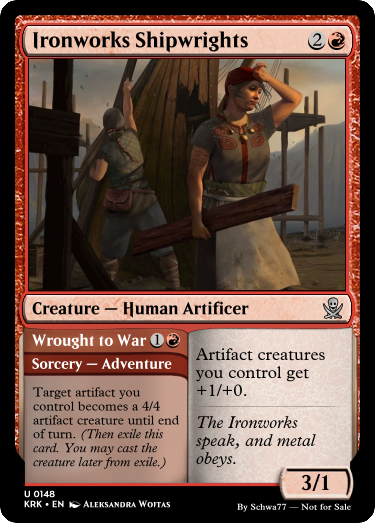 Ironworks Shipwrights 2
Creature — Human Artificer
Wrought to War 1
Sorcery — Adventure
Target artifact you
control becomes a 4/4
artifact creature until end
of turn. (Then exile this
card. You may cast the
creature later from exile.)
Artifact creatures
you control get
+1/+0.
The Ironworks
speak, and metal
obeys.
3/1
U 0148
KRK • EN Aleksandra Wojtas
By Schwa77 — Not for Sale